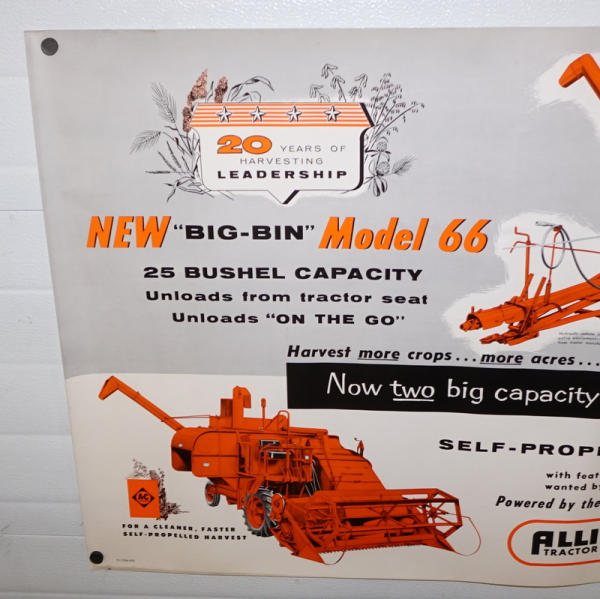 20 YEARS OF
HARVESTING
LEADERSHIP
NEW "BIG-BIN" Model 66
25 BUSHEL CAPACITY
Unloads from tractor seat
Unloads "ON THE GO"
Harvest more crops...more acres...
Now two big capacity
SELF-PROP
with feat
wanted b
Powered by the
AC
FOR A CLEANER, FASTER
SELF-PROPELLED HARVEST
ALLI
TRACTOR